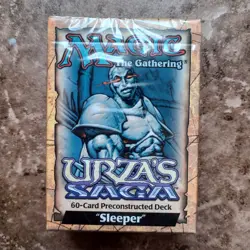 MAGIC
The Gathering®
URZA'S
SAGA
60-Card Preconstructed Deck
"Sleeper"